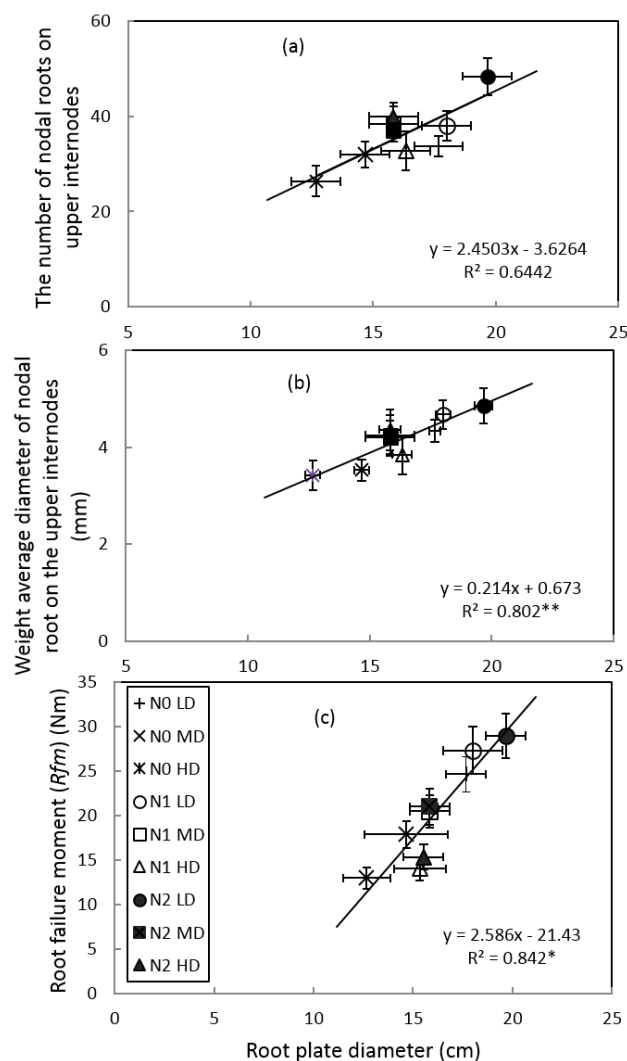 The number of nodal roots on
upper internodes
60
40
20
0
(a)
y = 2.4503x - 3.6264
R² = 0.6442
5
10
15
20
25
Weight average diameter of nodal
root on the upper internodes
(mm)
6
4
2
0
(b)
y = 0.214x + 0.673
R² = 0.802**
5
10
15
20
25
Root failure moment (Rfm) (Nm)
35
30
25
20
15
10
5
0
(c)
N0 LD
N0 MD
N0 HD
N1 LD
N1 MD
N1 HD
N2 LD
N2 MD
N2 HD
y = 2.586x - 21.43
R² = 0.842*
0
5
10
15
20
25
Root plate diameter (cm)